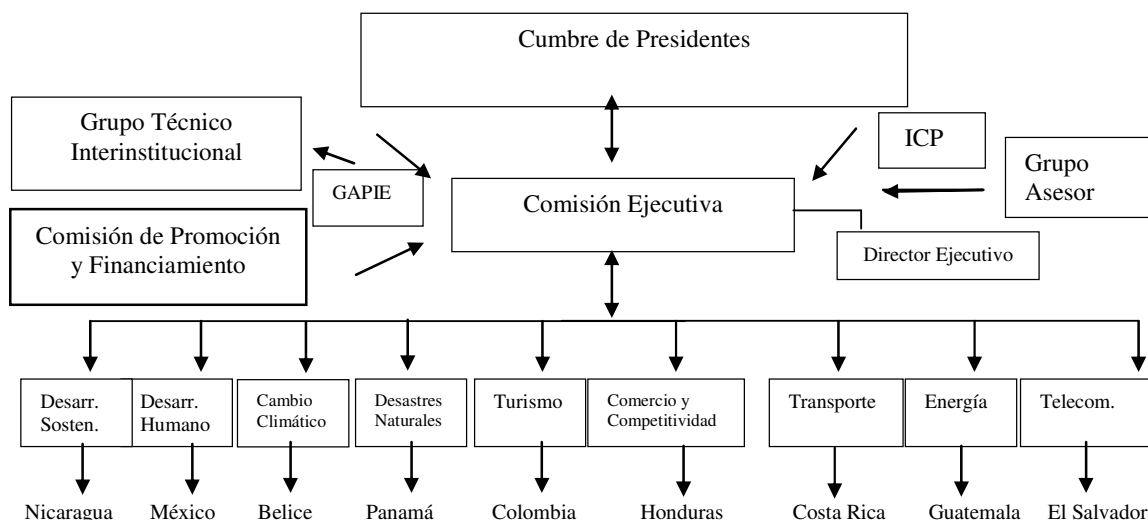 Cumbre de Presidentes
Grupo Técnico
Interinstitucional
ICP
Grupo
Asesor
GAPIE
Comisión Ejecutiva
Comisión de Promoción
y Financiamiento
Director Ejecutivo
Desarr.
Sosten.
Desarr.
Humano
Cambio
Climático
Desastres
Naturales
Turismo
Comercio y
Competitividad
Transporte
Energía
Telecom.
Nicaragua
México
Belice
Panamá
Colombia
Honduras
Costa Rica
Guatemala
El Salvador